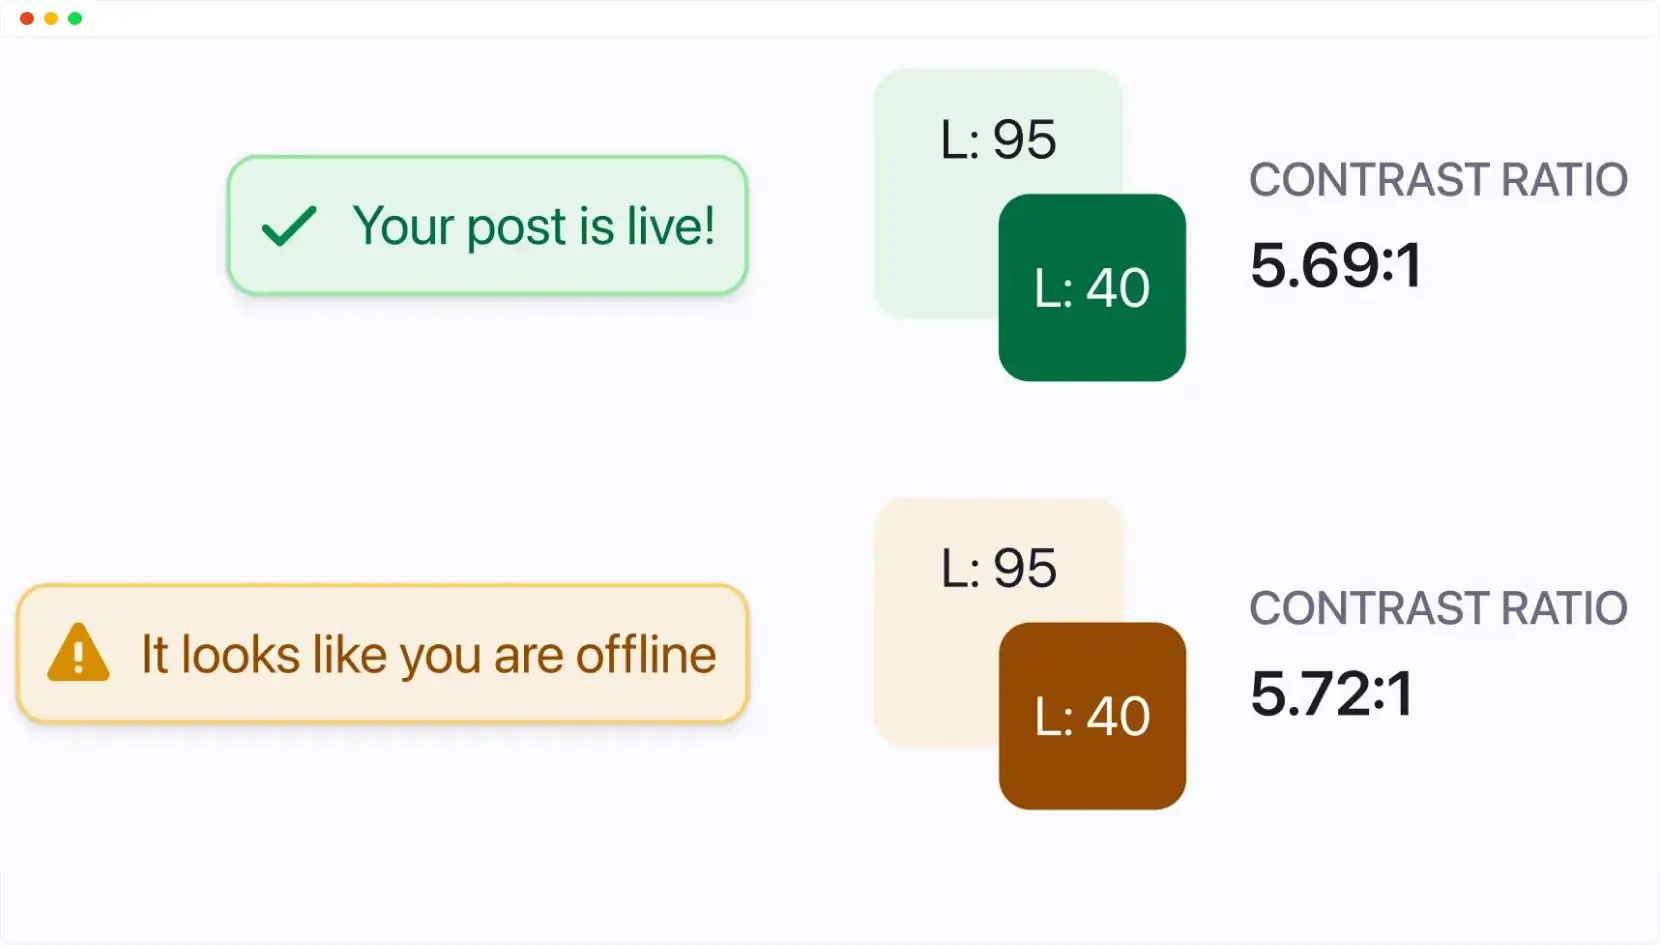 L: 95
Your post is live!
L: 40
CONTRAST RATIO
5.69:1
L: 95
It looks like you are offline
L: 40
CONTRAST RATIO
5.72:1